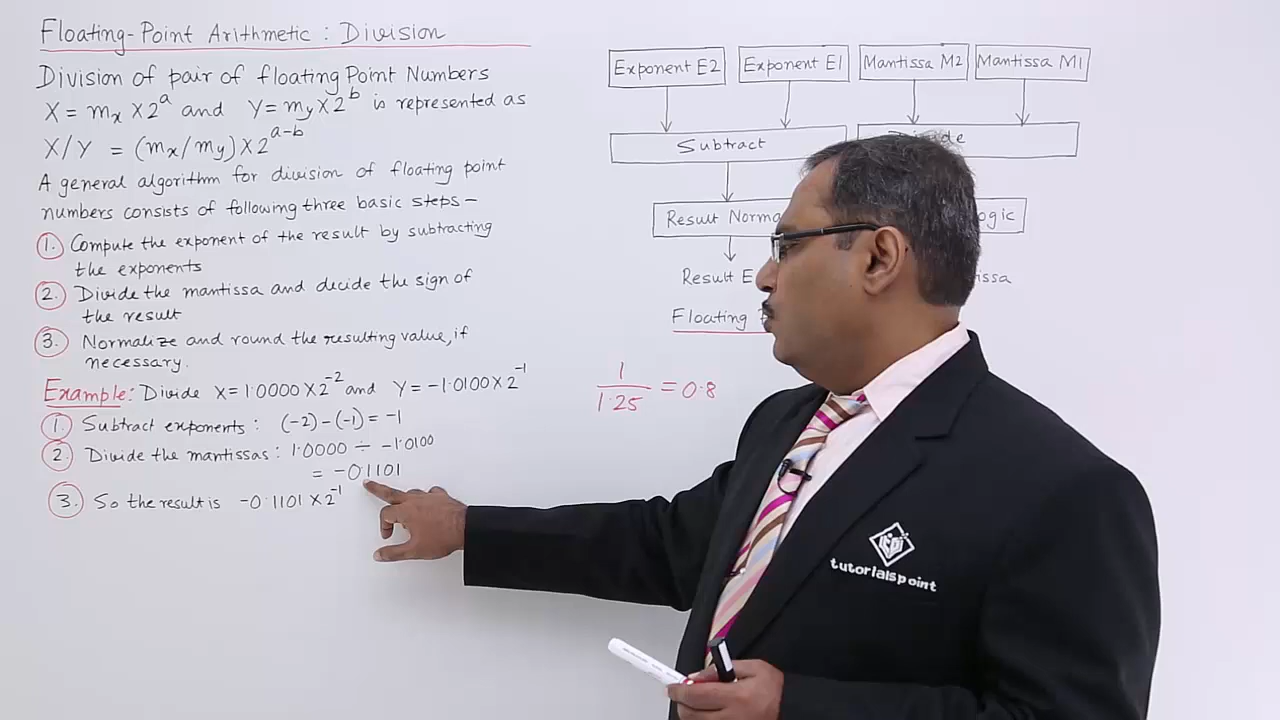 Floating-Point Arithmetic : Division
Division of pair of floating Point Numbers
X = mₓ × 2ᵃ and Y = mᵧ × 2ᵇ is represented as
X/Y = (mₓ/mᵧ) × 2ᵃ⁻ᵇ
A general algorithm for division of floating point
numbers consists of following three basic steps –
1. Compute the exponent of the result by subtracting
the exponents
2. Divide the mantissa and decide the sign of
the result
3. Normalize and round the resulting value, if
necessary.
Example: Divide X = 1.0000 × 2⁻² and Y = −1.0100 × 2⁻¹
1. Subtract exponents : (−2) − (−1) = −1
2. Divide the mantissas : 1.0000 ÷ −1.0100
= −0.1101
3. So the result is −0.1101 × 2⁻¹
Exponent E2 Exponent E1 Mantissa M2 Mantissa M1
Subtract
Result
Result E
Floating
1
1.25 = 0.8
tutorialspoint